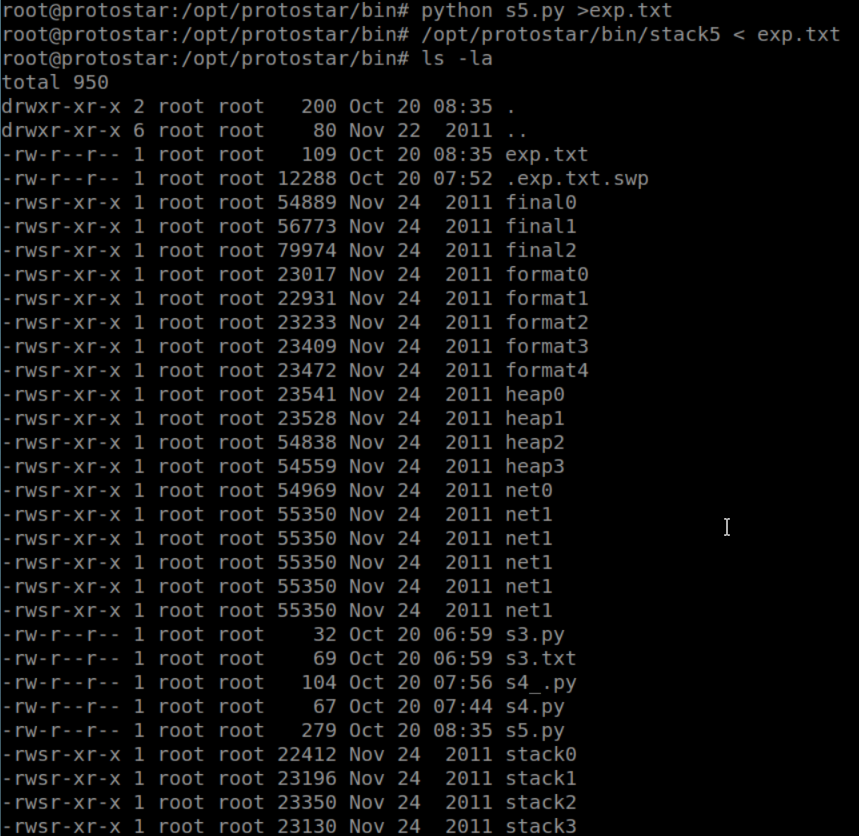 root@protostar:/opt/protostar/bin# python s5.py >exp.txt
root@protostar:/opt/protostar/bin# /opt/protostar/bin/stack5 < exp.txt
root@protostar:/opt/protostar/bin# ls -la
total 950
drwxr-xr-x 2 root root   200 Oct 20 08:35 .
drwxr-xr-x 6 root root    80 Nov 22  2011 ..
-rw-r--r-- 1 root root   109 Oct 20 08:35 exp.txt
-rw-r--r-- 1 root root 12288 Oct 20 07:52 .exp.txt.swp
-rwsr-xr-x 1 root root 54889 Nov 24  2011 final0
-rwsr-xr-x 1 root root 56773 Nov 24  2011 final1
-rwsr-xr-x 1 root root 79974 Nov 24  2011 final2
-rwsr-xr-x 1 root root 23017 Nov 24  2011 format0
-rwsr-xr-x 1 root root 22931 Nov 24  2011 format1
-rwsr-xr-x 1 root root 23233 Nov 24  2011 format2
-rwsr-xr-x 1 root root 23409 Nov 24  2011 format3
-rwsr-xr-x 1 root root 23472 Nov 24  2011 format4
-rwsr-xr-x 1 root root 23541 Nov 24  2011 heap0
-rwsr-xr-x 1 root root 23528 Nov 24  2011 heap1
-rwsr-xr-x 1 root root 54838 Nov 24  2011 heap2
-rwsr-xr-x 1 root root 54559 Nov 24  2011 heap3
-rwsr-xr-x 1 root root 54969 Nov 24  2011 net0
-rwsr-xr-x 1 root root 55350 Nov 24  2011 net1
-rwsr-xr-x 1 root root 55350 Nov 24  2011 net1
-rwsr-xr-x 1 root root 55350 Nov 24  2011 net1
-rwsr-xr-x 1 root root 55350 Nov 24  2011 net1
-rwsr-xr-x 1 root root 55350 Nov 24  2011 net1
-rw-r--r-- 1 root root    32 Oct 20 06:59 s3.py
-rw-r--r-- 1 root root    69 Oct 20 06:59 s3.txt
-rw-r--r-- 1 root root   104 Oct 20 07:56 s4_.py
-rw-r--r-- 1 root root    67 Oct 20 07:44 s4.py
-rw-r--r-- 1 root root   279 Oct 20 08:35 s5.py
-rwsr-xr-x 1 root root 22412 Nov 24  2011 stack0
-rwsr-xr-x 1 root root 23196 Nov 24  2011 stack1
-rwsr-xr-x 1 root root 23350 Nov 24  2011 stack2
-rwsr-xr-x 1 root root 23130 Nov 24  2011 stack3